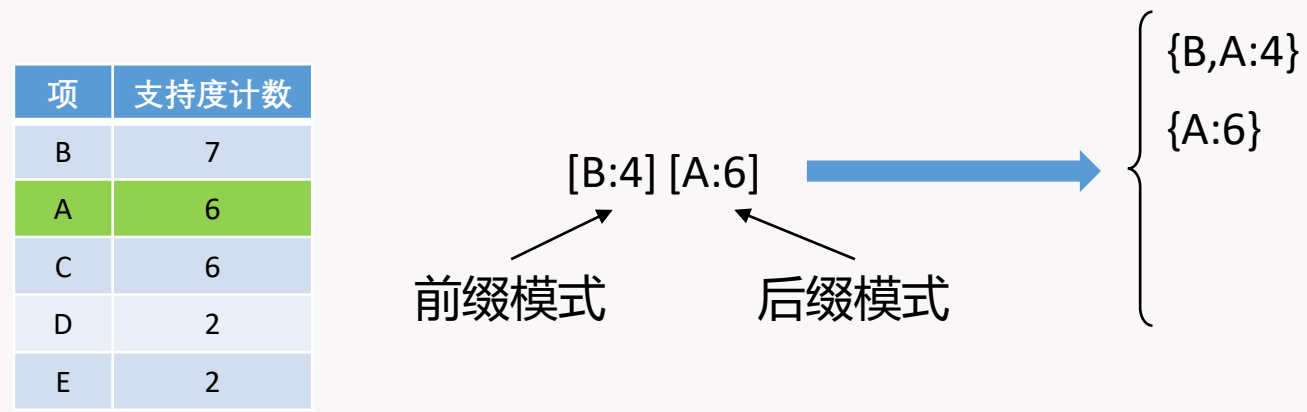 项 支持度计数
B 7
A 6
C 6
D 2
E 2
[B:4] [A:6]
前缀模式 后缀模式
{B,A:4}
{A:6}